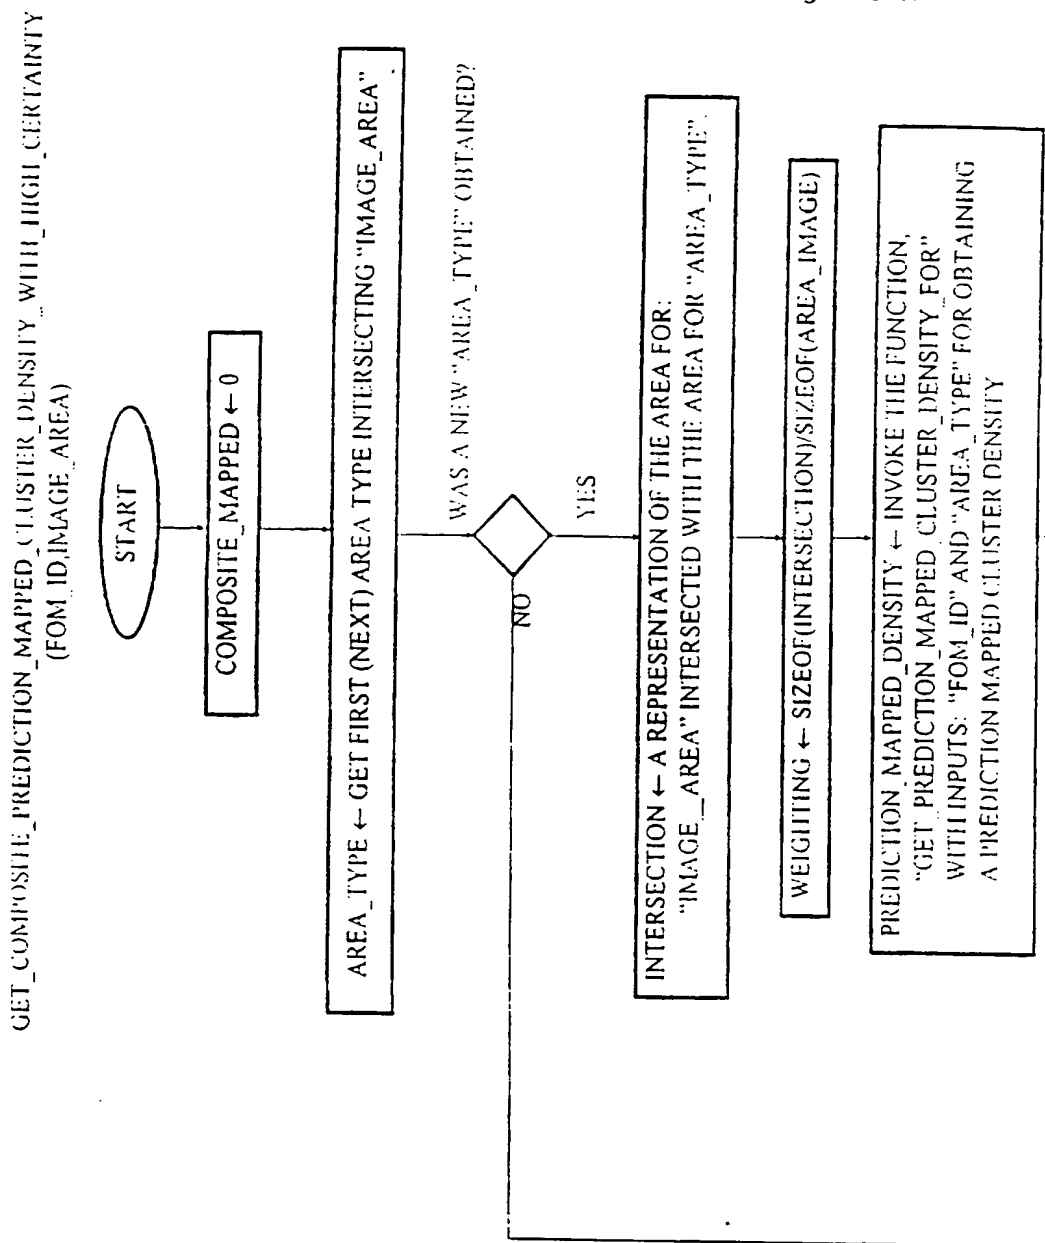 GET_COMPOSITE_PREDICTION_MAPPED_CLUSTER_DENSITY_WITH_HIGH_CERTAINTY
(FOM_ID,IMAGE_AREA)
START
COMPOSITE_MAPPED ← 0
AREA_TYPE ← GET FIRST (NEXT) AREA TYPE INTERSECTING "IMAGE_AREA"
WAS A NEW "AREA_TYPE" OBTAINED?
NO
YES
INTERSECTION ← A REPRESENTATION OF THE AREA FOR:
"IMAGE_AREA" INTERSECTED WITH THE AREA FOR "AREA_TYPE".
WEIGHTING ← SIZEOF(INTERSECTION)/SIZEOF(AREA_IMAGE)
PREDICTION_MAPPED_DENSITY ← INVOKE THE FUNCTION,
"GET_PREDICTION_MAPPED_CLUSTER_DENSITY_FOR"
WITH INPUTS: "FOM_ID" AND "AREA_TYPE" FOR OBTAINING
A PREDICTION MAPPED CLUSTER DENSITY